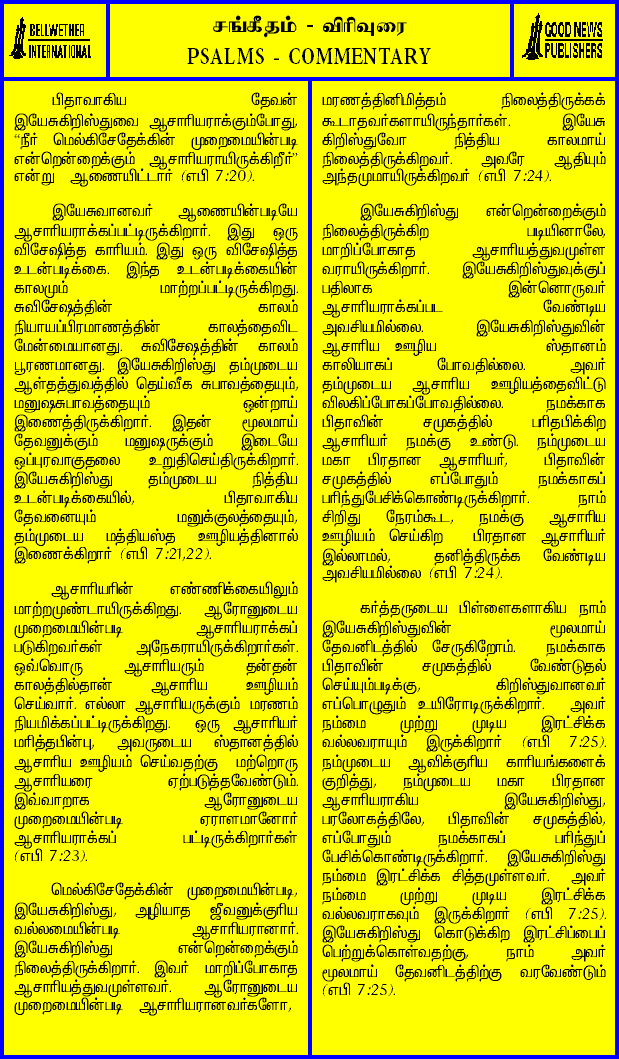 BELLWETHER
INTERNATIONAL
சங்கீதம் - விரிவுரை
PSALMS - COMMENTARY
GOOD NEWS
PUBLISHERS
பிதாவாகிய தேவன்
இயேசுகிறிஸ்துவை ஆசாரியராக்கும்போது,
“நீர் மெல்கிசேதேக்கின் முறைமையின்படி
என்றென்றைக்கும் ஆசாரியராயிருக்கிறீர்”
என்று ஆணையிட்டார் (எபி 7:20).
இயேசுவானவர் ஆணையின்படியே
ஆசாரியராக்கப்பட்டிருக்கிறார். இது ஒரு
விசேஷித்த காரியம். இது ஒரு விசேஷித்த
உடன்படிக்கை. இந்த உடன்படிக்கையின்
காலமும் மாற்றப்பட்டிருக்கிறது.
சுவிசேஷத்தின் காலம்
நியாயப்பிரமாணத்தின் காலத்தைவிட
மேன்மையானது. சுவிசேஷத்தின் காலம்
பூரணமானது. இயேசுகிறிஸ்து தம்முடைய
ஆள்தத்துவத்தில் தெய்வீக சுபாவத்தையும்,
மனுஷசுபாவத்தையும் ஒன்றாய்
இணைத்திருக்கிறார். இதன் மூலமாய்
தேவனுக்கும் மனுஷருக்கும் இடையே
ஒப்புரவாகுதலை உறுதிசெய்திருக்கிறார்.
இயேசுகிறிஸ்து தம்முடைய நித்திய
உடன்படிக்கையில், பிதாவாகிய
தேவனையும் மனுக்குலத்தையும்,
தம்முடைய மத்தியஸ்த ஊழியத்தினால்
இணைக்கிறார் (எபி 7:21,22).
ஆசாரியரின் எண்ணிக்கையிலும்
மாற்றமுண்டாயிருக்கிறது. ஆரோனுடைய
முறைமையின்படி ஆசாரியராக்கப்
படுகிறவர்கள் அநேகராயிருக்கிறார்கள்.
ஒவ்வொரு ஆசாரியரும் தன்தன்
காலத்தில்தான் ஆசாரிய ஊழியம்
செய்வார். எல்லா ஆசாரியருக்கும் மரணம்
நியமிக்கப்பட்டிருக்கிறது. ஒரு ஆசாரியர்
மரித்தபின்பு, அவருடைய ஸ்தானத்தில்
ஆசாரிய ஊழியம் செய்வதற்கு மற்றொரு
ஆசாரியரை ஏற்படுத்தவேண்டும்.
இவ்வாறாக ஆரோனுடைய
முறைமையின்படி ஏராளமானோர்
ஆசாரியராக்கப் பட்டிருக்கிறார்கள்
(எபி 7:23).
மெல்கிசேதேக்கின் முறைமையின்படி,
இயேசுகிறிஸ்து, அழியாத ஜீவனுக்குரிய
வல்லமையின்படி ஆசாரியரானார்.
இயேசுகிறிஸ்து என்றென்றைக்கும்
நிலைத்திருக்கிறார். இவர் மாறிப்போகாத
ஆசாரியத்துவமுள்ளவர். ஆரோனுடைய
முறைமையின்படி ஆசாரியரானவர்களோ,
மரணத்தினிமித்தம் நிலைத்திருக்கக்
கூடாதவர்களாயிருந்தார்கள். இயேசு
கிறிஸ்துவோ நித்திய காலமாய்
நிலைத்திருக்கிறவர். அவரே ஆதியும்
அந்தமுமாயிருக்கிறவர் (எபி 7:24).
இயேசுகிறிஸ்து என்றென்றைக்கும்
நிலைத்திருக்கிற படியினாலே,
மாறிப்போகாத ஆசாரியத்துவமுள்ள
வராயிருக்கிறார். இயேசுகிறிஸ்துவுக்குப்
பதிலாக இன்னொருவர்
ஆசாரியராக்கப்பட வேண்டிய
அவசியமில்லை. இயேசுகிறிஸ்துவின்
ஆசாரிய ஊழிய ஸ்தானம்
காலியாகப் போவதில்லை. அவர்
தம்முடைய ஆசாரிய ஊழியத்தைவிட்டு
விலகிப்போகப்போவதில்லை. நமக்காக
பிதாவின் சமுகத்தில் பரிதபிக்கிற
ஆசாரியர் நமக்கு உண்டு. நம்முடைய
மகா பிரதான ஆசாரியர், பிதாவின்
சமுகத்தில் எப்போதும் நமக்காகப்
பரிந்துபேசிக்கொண்டிருக்கிறார். நாம்
சிறிது நேரம்கூட, நமக்கு ஆசாரிய
ஊழியம் செய்கிற பிரதான ஆசாரியர்
இல்லாமல், தனித்திருக்க வேண்டிய
அவசியமில்லை (எபி 7:24).
கர்த்தருடைய பிள்ளைகளாகிய நாம்
இயேசுகிறிஸ்துவின் மூலமாய்
தேவனிடத்தில் சேருகிறோம். நமக்காக
பிதாவின் சமுகத்தில் வேண்டுதல்
செய்யும்படிக்கு, கிறிஸ்துவானவர்
எப்பொழுதும் உயிரோடிருக்கிறார். அவர்
நம்மை முற்று முடிய இரட்சிக்க
வல்லவராயும் இருக்கிறார் (எபி 7:25).
நம்முடைய ஆவிக்குரிய காரியங்களைக்
குறித்து, நம்முடைய மகா பிரதான
ஆசாரியராகிய இயேசுகிறிஸ்து,
பரலோகத்திலே, பிதாவின் சமுகத்தில்,
எப்போதும் நமக்காகப் பரிந்துப்
பேசிக்கொண்டிருக்கிறார். இயேசுகிறிஸ்து
நம்மை இரட்சிக்க சித்தமுள்ளவர். அவர்
நம்மை முற்று முடிய இரட்சிக்க
வல்லவராகவும் இருக்கிறார் (எபி 7:25).
இயேசுகிறிஸ்து கொடுக்கிற இரட்சிப்பைப்
பெற்றுக்கொள்வதற்கு, நாம் அவர்
மூலமாய் தேவனிடத்திற்கு வரவேண்டும்
(எபி 7:25).